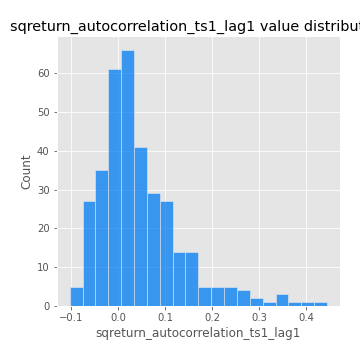 sqreturn_autocorrelation_ts1_lag1 value distribut
Count
60
50
40
30
20
10
0
−0.1 0.0 0.1 0.2 0.3 0.4
sqreturn_autocorrelation_ts1_lag1